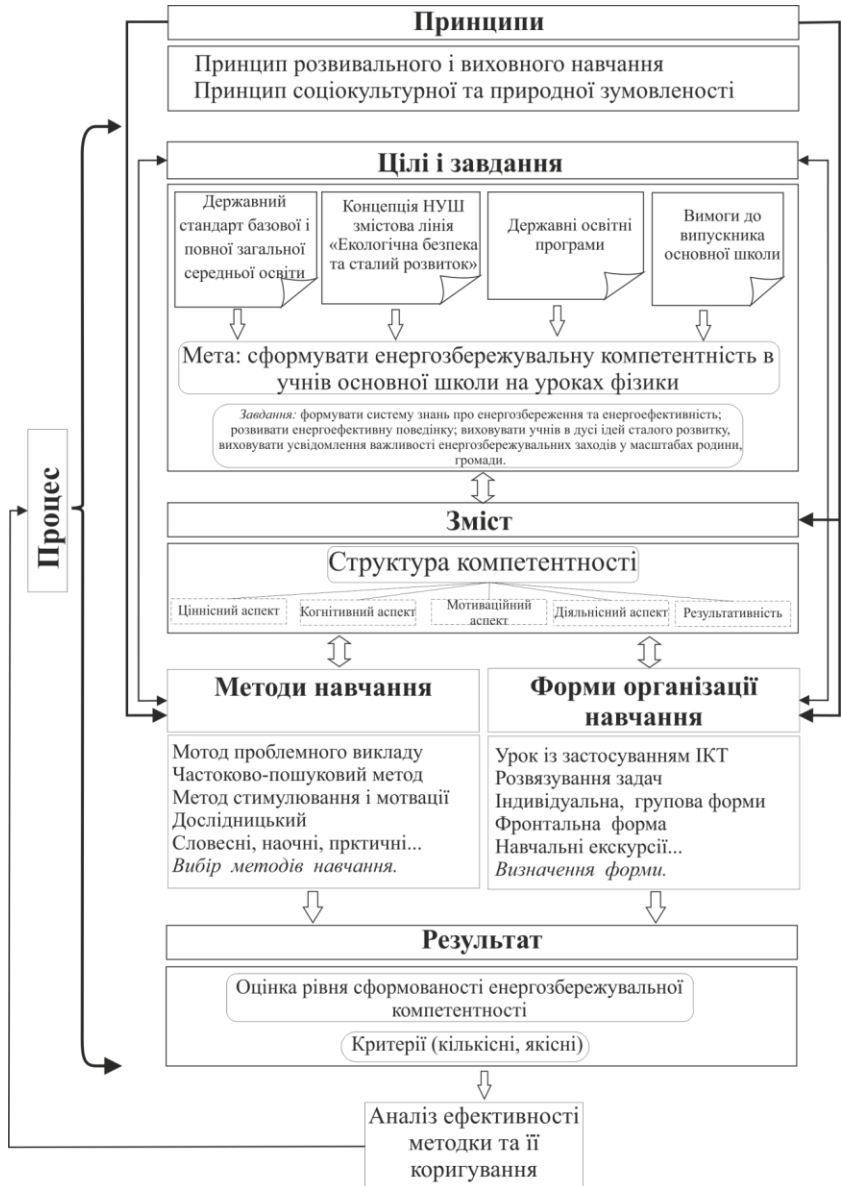 Принципи
Принцип розвивального і виховного навчання
Принцип соціокультурної та природної зумовленості
Цілі і завдання
Державний
стандарт базової і
повної загальної
середньої освіти
Концепція НУШ
змістова лінія
«Екологічна безпека
та сталий розвиток»
Державні освітні
програми
Вимоги до
випускника
основної школи
Мета: сформувати енергозбережувальну компетентність в
учнів основної школи на уроках фізики
Завдання: формувати систему знань про енергозбереження та енергоефективність;
розвивати енергоефективну поведінку; виховувати учнів в дусі ідей сталого розвитку,
виховувати усвідомлення важливості енергозбережувальних заходів у масштабах родини,
громади.
Процес
Зміст
Структура компетентності
Ціннісний аспект
Когнітивний аспект
Мотиваційний
аспект
Діяльнісний аспект
Результативність
Методи навчання
Мотод проблемного викладу
Частоково-пошуковий метод
Метод стимулювання і мотвації
Дослідницький
Словесні, наочні, прктичні...
Вибір методів навчання.
Форми організації
навчання
Урок із застосуванням ІКТ
Розвязування задач
Індивідуальна, групова форми
Фронтальна форма
Навчальні екскурсії...
Визначення форми.
Результат
Оцінка рівня сформованості енергозбережувальної
компетентності
Критерії (кількісні, якісні)
Аналіз ефективності
методки та її
коригування